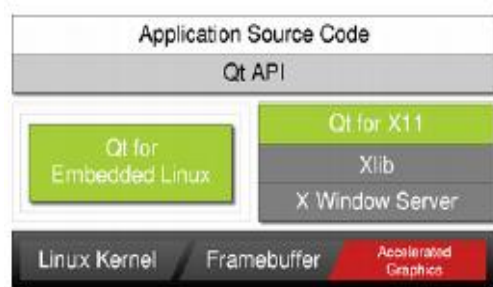 Application Source Code
Qt API
Qt for
Embedded Linux
Qt for X11
Xlib
X Window Server
Linux Kernel
Framebuffer
Accelerated
Graphics